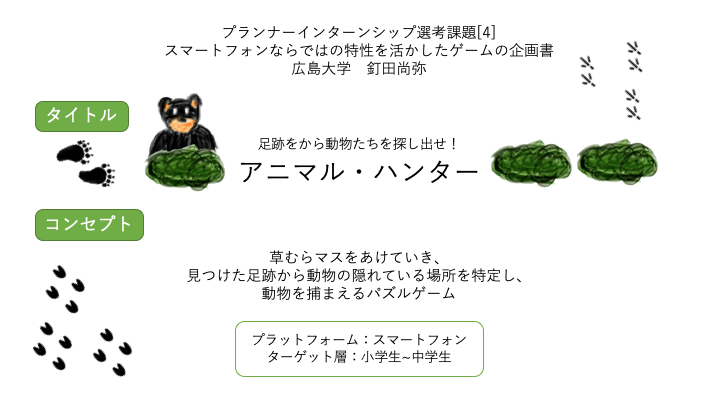 プランナーインターンシップ選考課題[4]
スマートフォンならではの特性を活かしたゲームの企画書
広島大学　釘田尚弥
タイトル
足跡をから動物たちを探し出せ！
アニマル・ハンター
コンセプト
草むらマスをあけていき、
見つけた足跡から動物の隠れている場所を特定し、
動物を捕まえるパズルゲーム
プラットフォーム：スマートフォン
ターゲット層：小学生~中学生